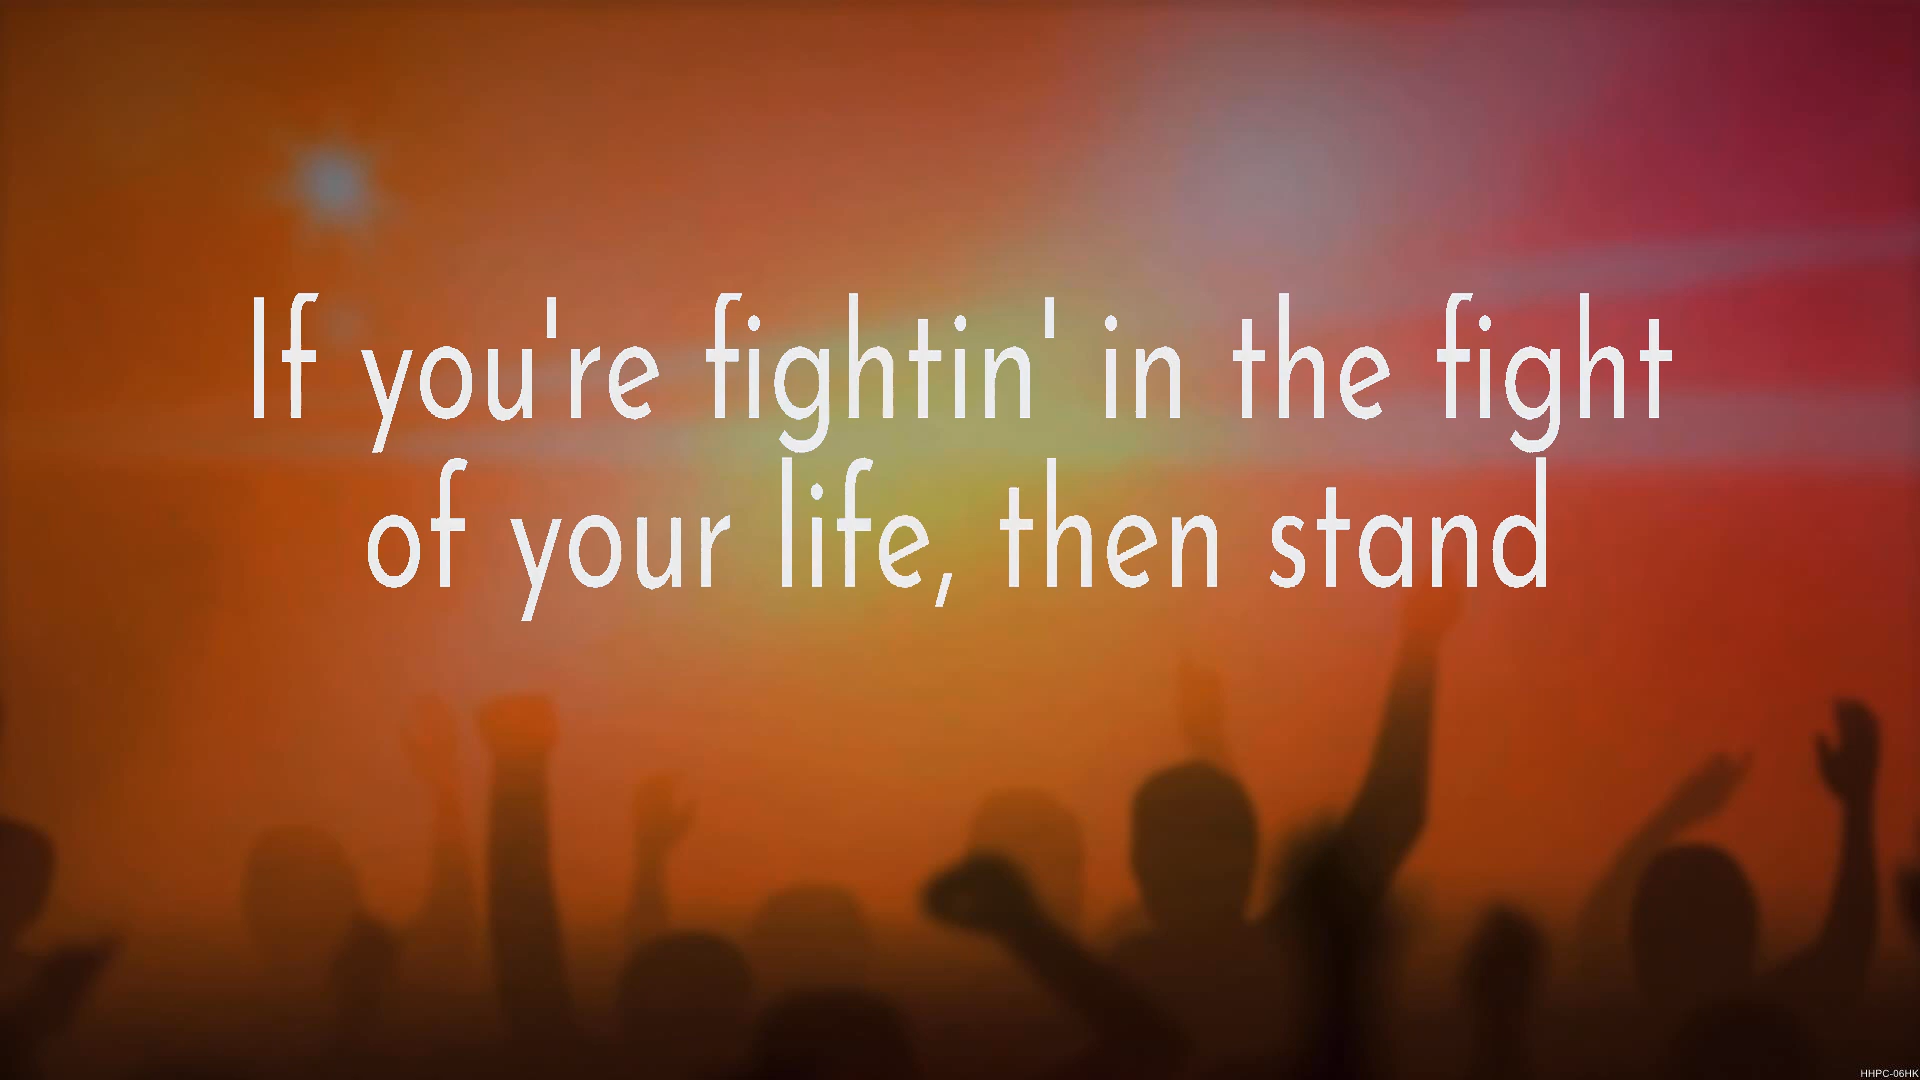 If you're fightin' in the fight
of your life, then stand
HHPC-06HK